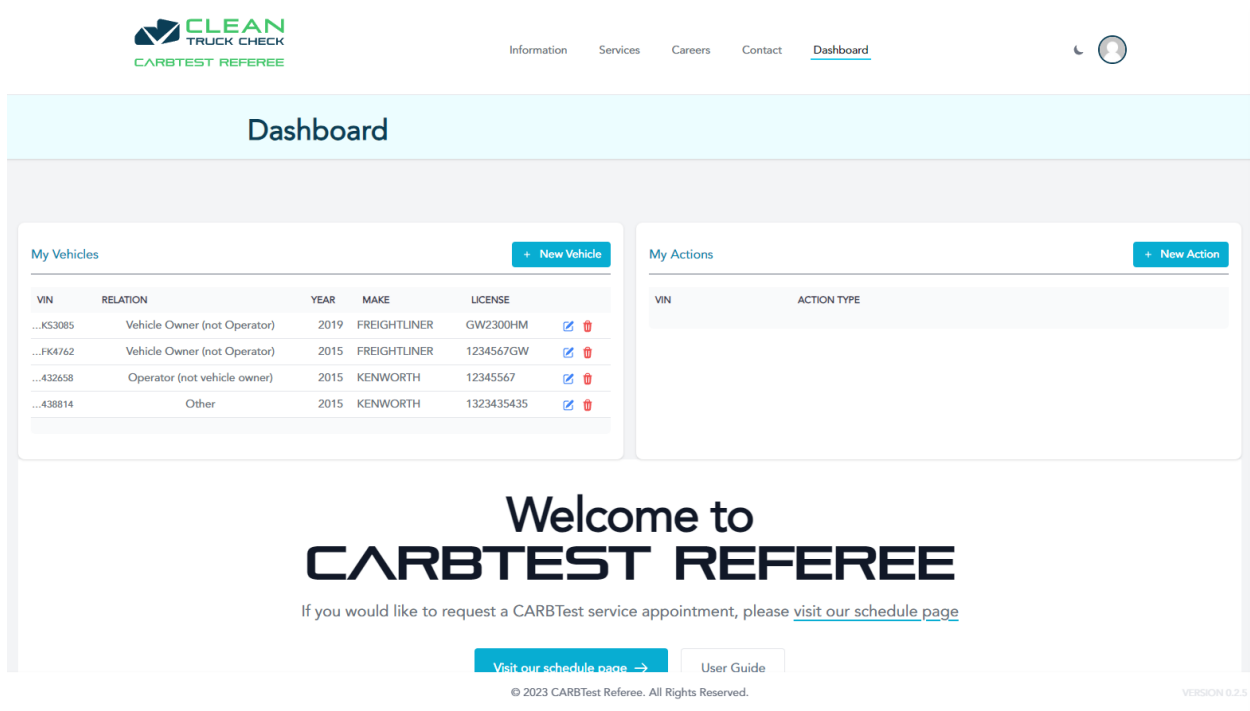 CLEAN
TRUCK CHECK
CARBTEST REFEREE
Information Services Careers Contact Dashboard
Dashboard
My Vehicles + New Vehicle
VIN RELATION YEAR MAKE LICENSE
...KS3085 Vehicle Owner (not Operator) 2019 FREIGHTLINER GW2300HM
...FK4762 Vehicle Owner (not Operator) 2015 FREIGHTLINER 1234567GW
...432658 Operator (not vehicle owner) 2015 KENWORTH 12345567
...438814 Other 2015 KENWORTH 1323435435
My Actions + New Action
VIN ACTION TYPE
Welcome to
CARBTEST REFEREE
If you would like to request a CARBTest service appointment, please visit our schedule page
Visit our schedule page → User Guide
© 2023 CARBTest Referee. All Rights Reserved.
VERSION 0.2.5